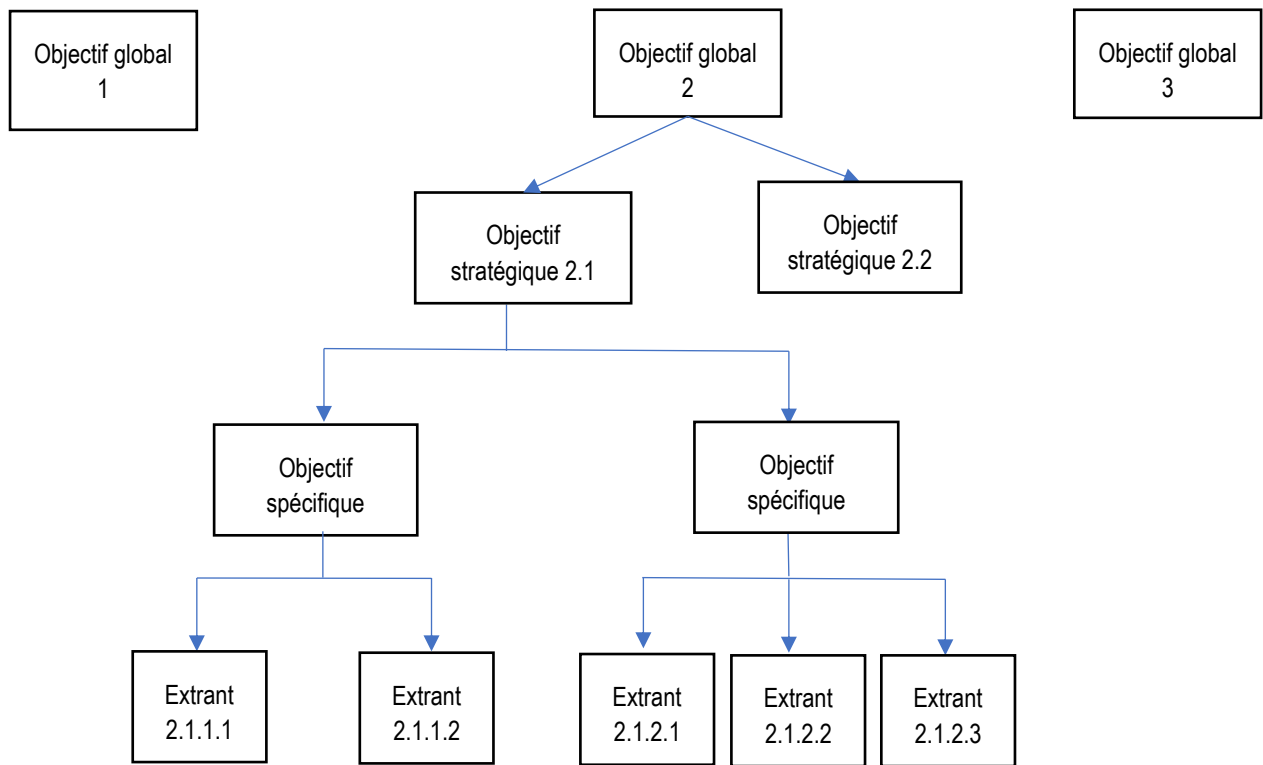 Objectif global
1
Objectif global
2
Objectif global
3
Objectif
stratégique 2.1
Objectif
stratégique 2.2
Objectif
spécifique
Objectif
spécifique
Extrant
2.1.1.1
Extrant
2.1.1.2
Extrant
2.1.2.1
Extrant
2.1.2.2
Extrant
2.1.2.3